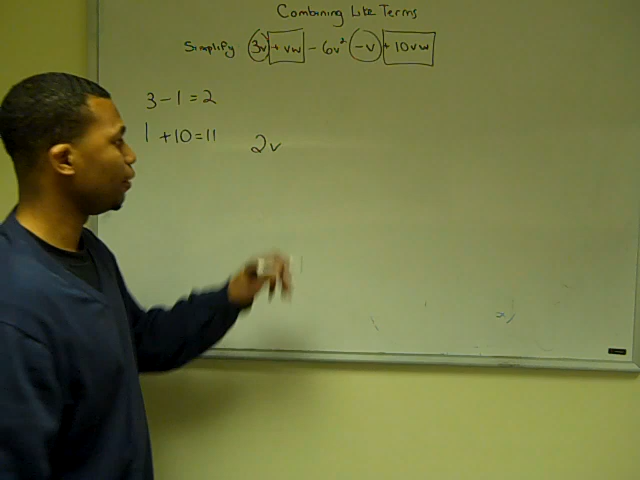 Combining Like Terms
Simplify 3v + vw - 6v² - v + 10vw
3 - 1 = 2
1 + 10 = 11
2v